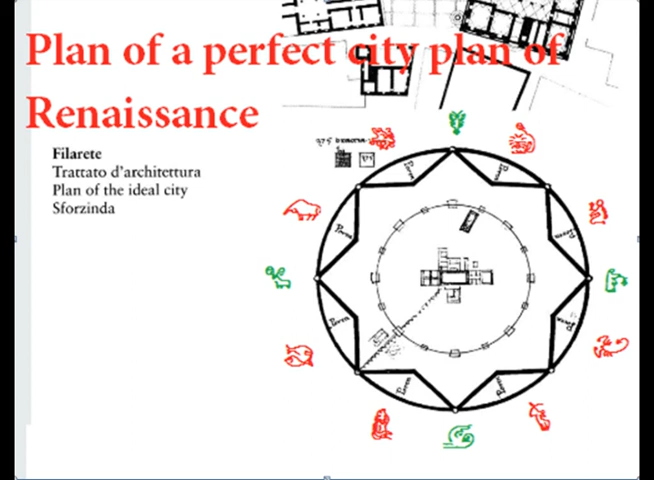 Plan of a perfect city plan of
Renaissance
Filarete
Trattato d'architettura
Plan of the ideal city
Sforzinda